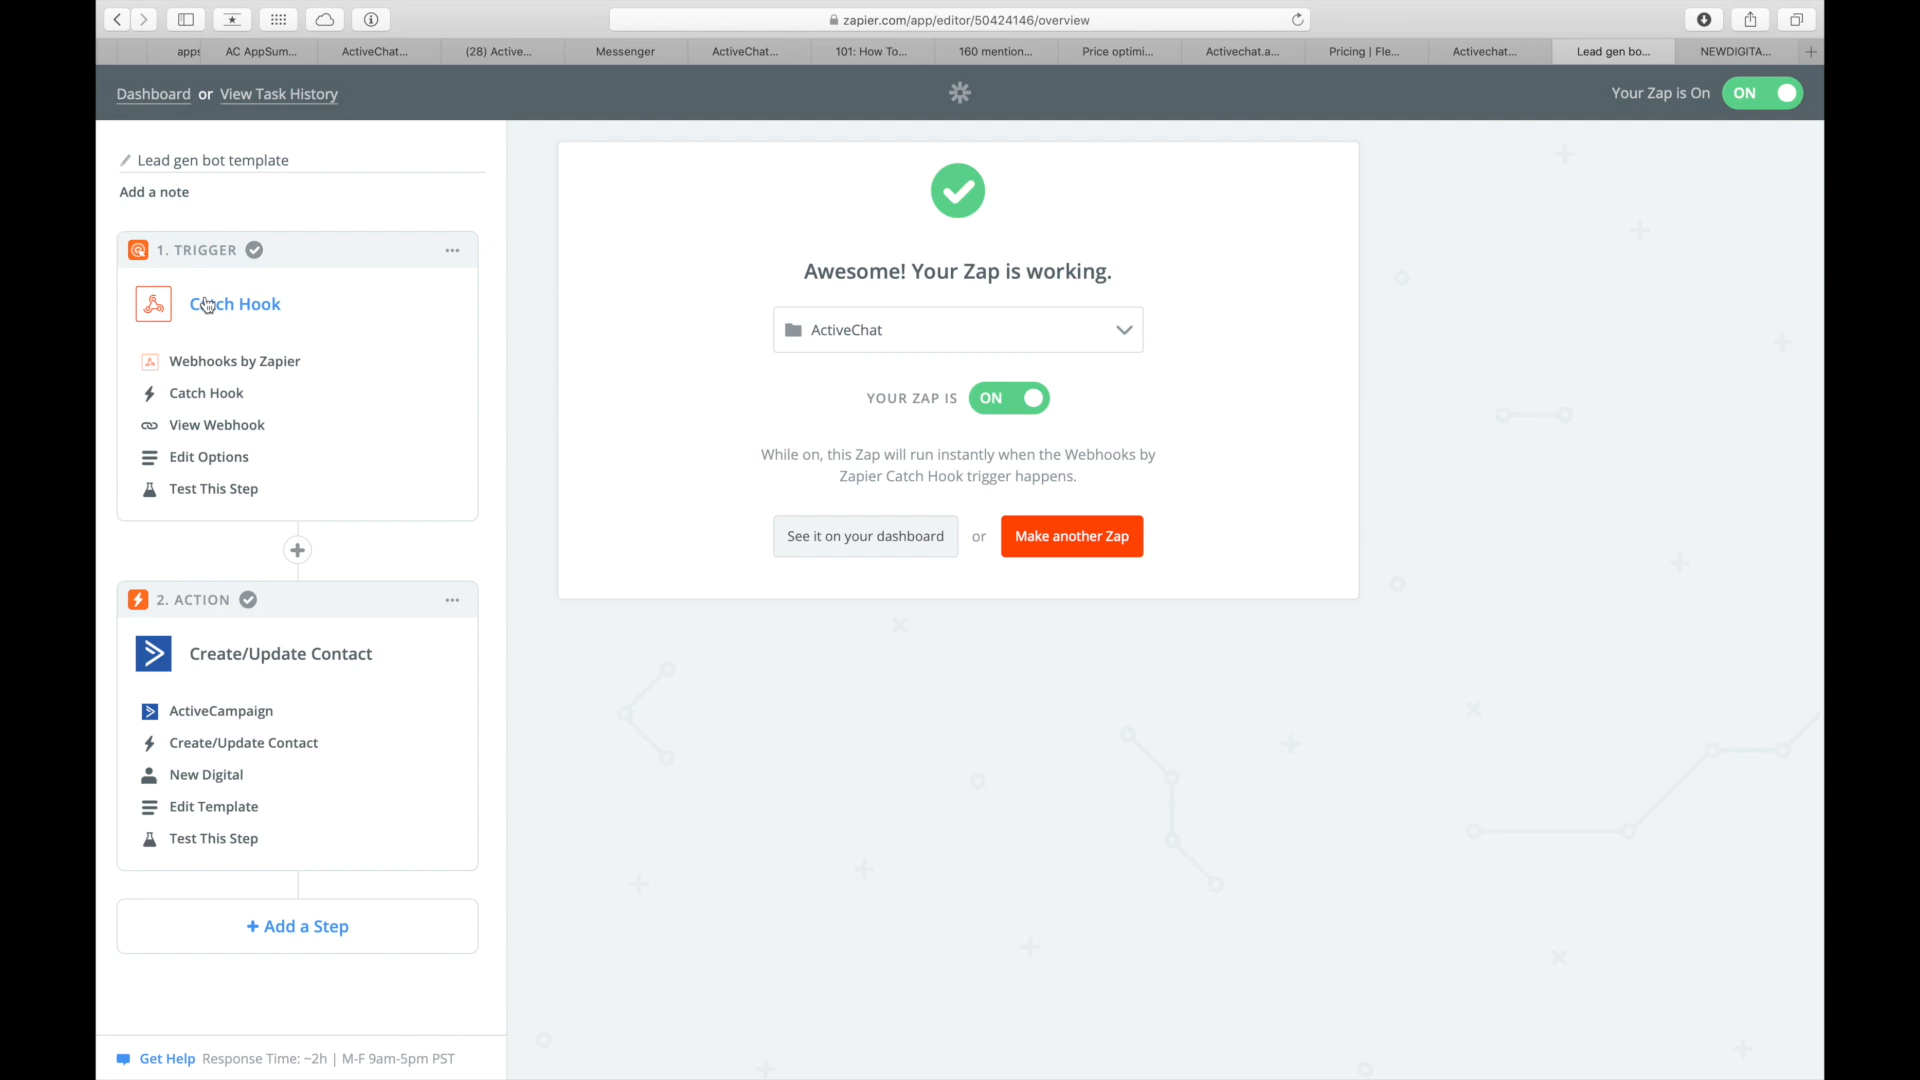 zapier.com/app/editor/50424146/overview
apps
AC AppSum...
ActiveChat...
(28) Active...
Messenger
ActiveChat...
101: How To...
160 mention...
Price optimi...
Activechat.a...
Pricing | Fle...
Activechat...
Lead gen bo...
NEWDIGITA...
Dashboard or View Task History
Your Zap is On
ON
Lead gen bot template
Add a note
1. TRIGGER
Catch Hook
Webhooks by Zapier
Catch Hook
View Webhook
Edit Options
Test This Step
2. ACTION
Create/Update Contact
ActiveCampaign
Create/Update Contact
New Digital
Edit Template
Test This Step
+ Add a Step
Get Help Response Time: ~2h | M-F 9am-5pm PST
Awesome! Your Zap is working.
ActiveChat
YOUR ZAP IS ON
While on, this Zap will run instantly when the Webhooks by
Zapier Catch Hook trigger happens.
See it on your dashboard or Make another Zap